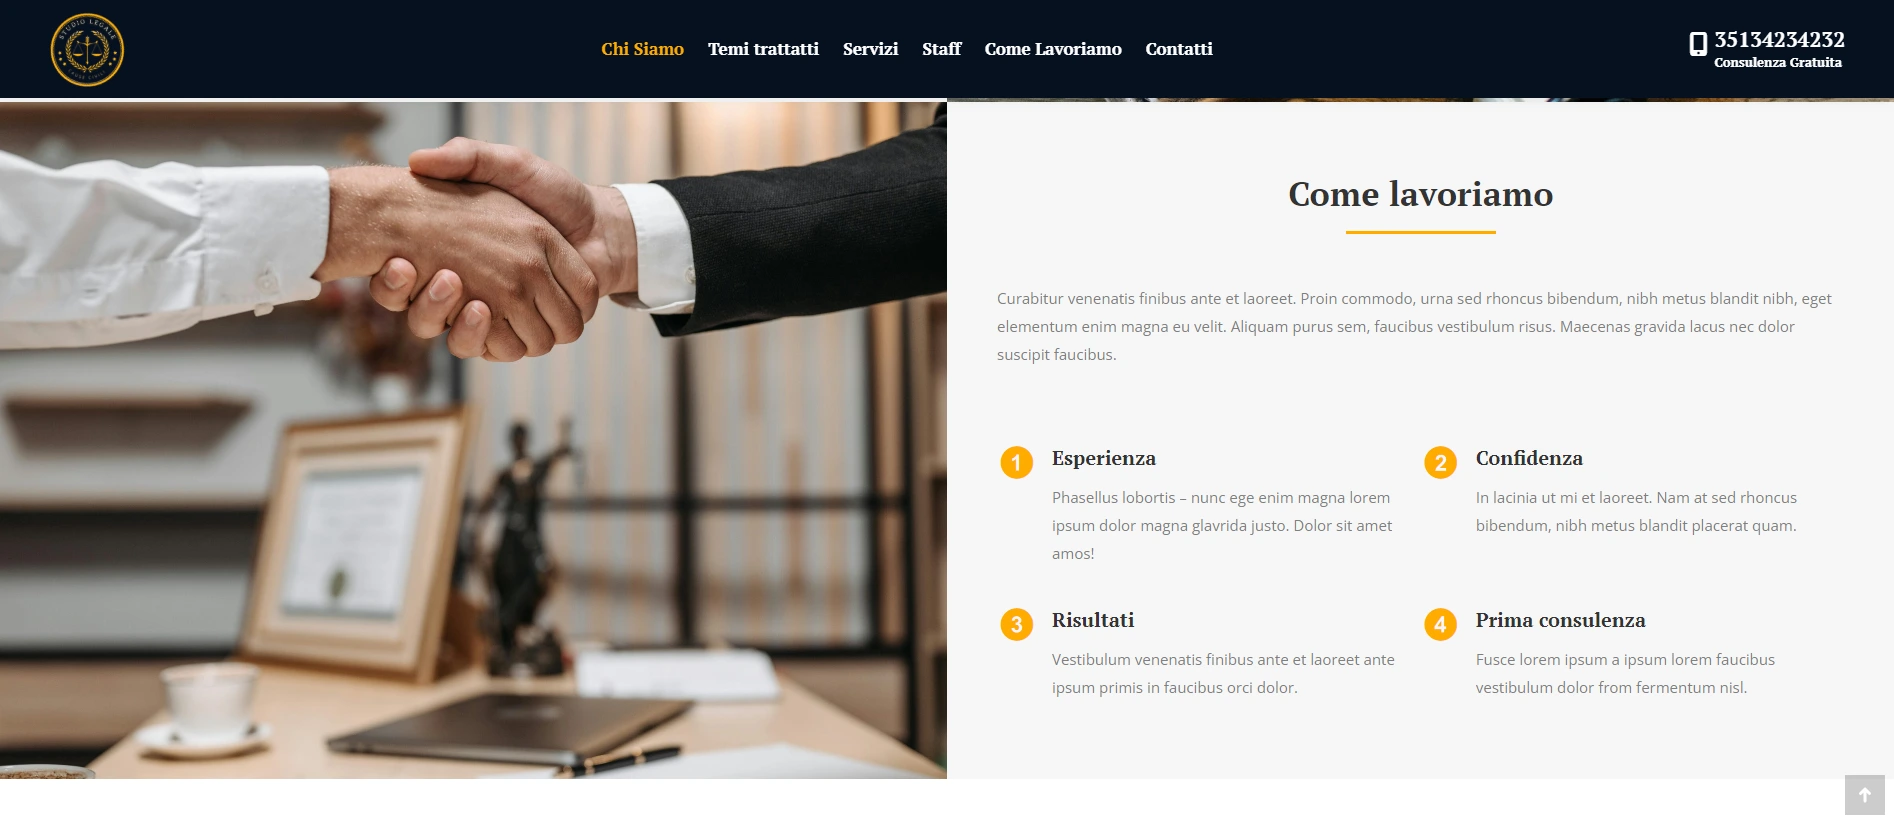 STUDIO LEGALE
CAUSE CIVILI
Chi Siamo Temi trattatti Servizi Staff Come Lavoriamo Contatti
35134234232
Consulenza Gratuita
Come lavoriamo
Curabitur venenatis finibus ante et laoreet. Proin commodo, urna sed rhoncus bibendum, nibh metus blandit nibh, eget
elementum enim magna eu velit. Aliquam purus sem, faucibus vestibulum risus. Maecenas gravida lacus nec dolor
suscipit faucibus.
1 Esperienza
Phasellus lobortis – nunc ege enim magna lorem
ipsum dolor magna glavrida justo. Dolor sit amet
amos!
2 Confidenza
In lacinia ut mi et laoreet. Nam at sed rhoncus
bibendum, nibh metus blandit placerat quam.
3 Risultati
Vestibulum venenatis finibus ante et laoreet ante
ipsum primis in faucibus orci dolor.
4 Prima consulenza
Fusce lorem ipsum a ipsum lorem faucibus
vestibulum dolor from fermentum nisl.